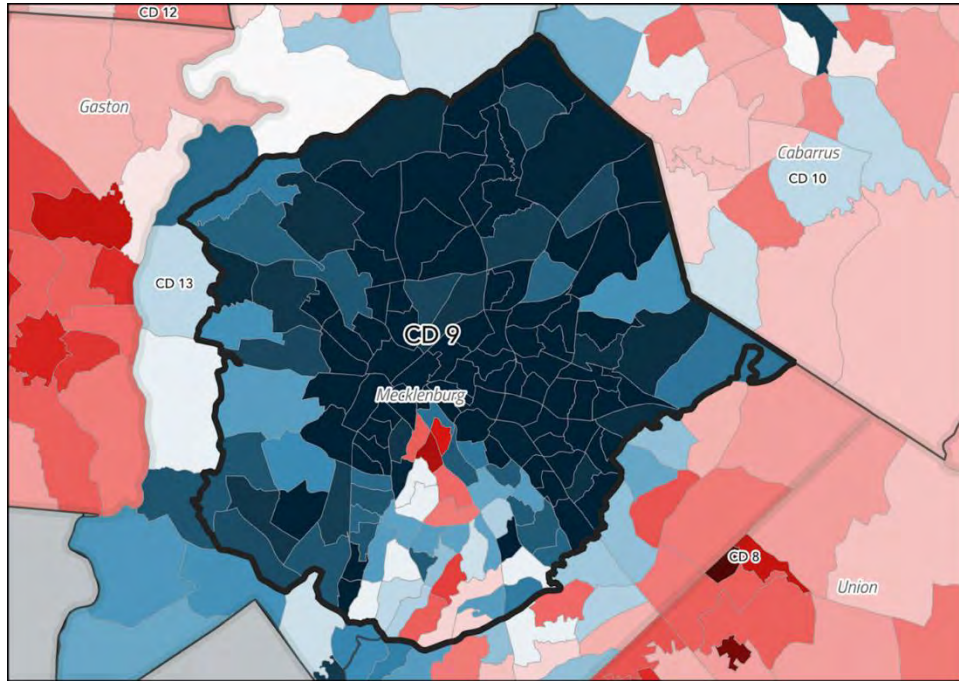 CD 12
Gaston
Cabarrus
CD 10
CD 13
CD 9
Mecklenburg
CD 8
Union